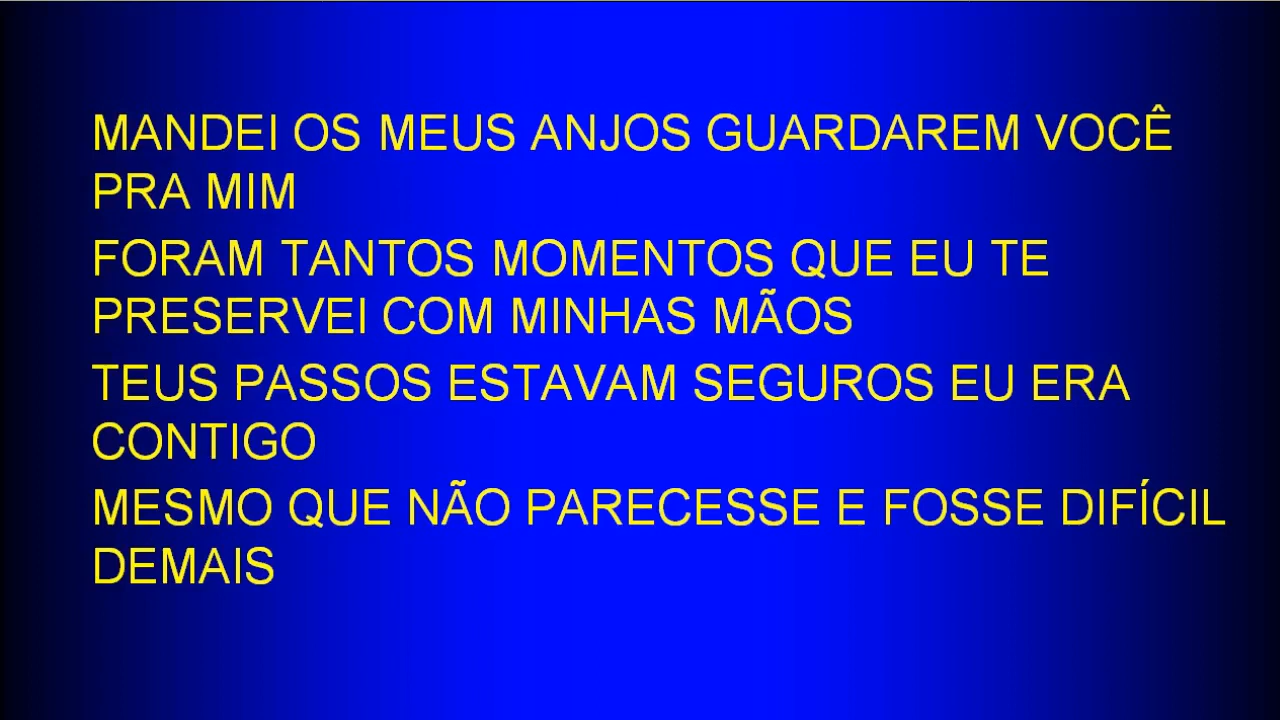 MANDEI OS MEUS ANJOS GUARDAREM VOCÊ
PRA MIM
FORAM TANTOS MOMENTOS QUE EU TE
PRESERVEI COM MINHAS MÃOS
TEUS PASSOS ESTAVAM SEGUROS EU ERA
CONTIGO
MESMO QUE NÃO PARECESSE E FOSSE DIFÍCIL
DEMAIS